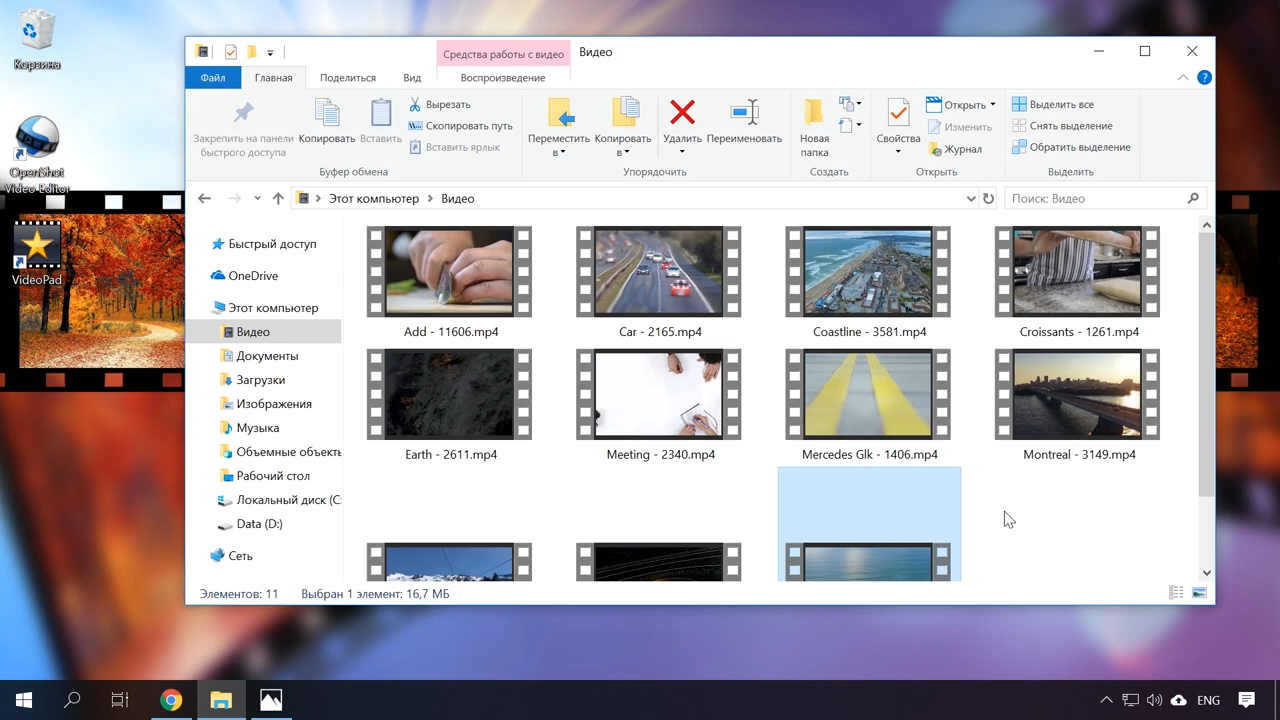 Корзина
OpenShot
Video Editor
VideoPad
Средства работы с видео
Видео
Файл
Главная
Поделиться
Вид
Воспроизведение
Закрепить на панели
быстрого доступа
Копировать
Вставить
Вырезать
Скопировать путь
Вставить ярлык
Буфер обмена
Переместить
в
Копировать
в
Удалить
Переименовать
Упорядочить
Новая
папка
Создать
Свойства
Открыть
Изменить
Журнал
Открыть
Выделить все
Снять выделение
Обратить выделение
Выделить
Этот компьютер
Видео
Поиск: Видео
Быстрый доступ
OneDrive
Этот компьютер
Видео
Документы
Загрузки
Изображения
Музыка
Объемные объекты
Рабочий стол
Локальный диск (C:
Data (D:)
Сеть
Add - 11606.mp4
Car - 2165.mp4
Coastline - 3581.mp4
Croissants - 1261.mp4
Earth - 2611.mp4
Meeting - 2340.mp4
Mercedes Glk - 1406.mp4
Montreal - 3149.mp4
Элементов: 11
Выбран 1 элемент: 16,7 МБ
ENG